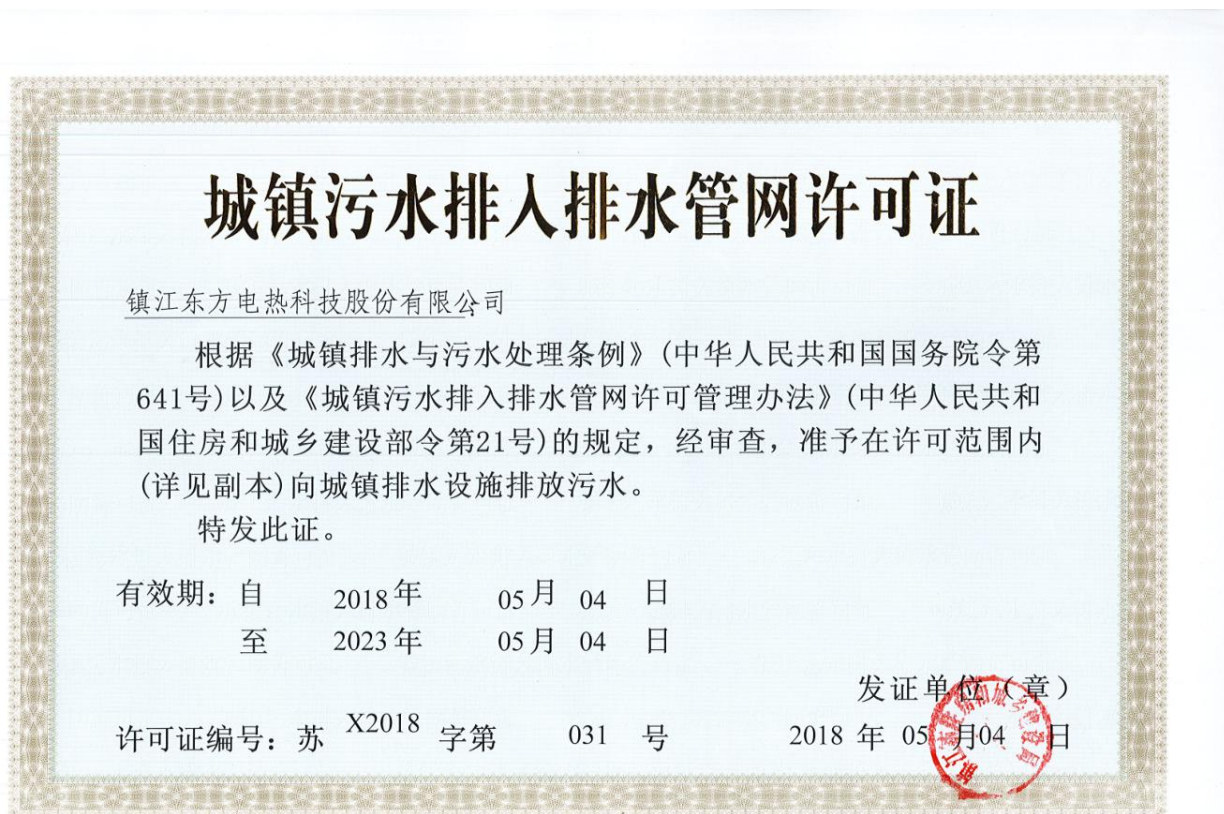 城镇污水排入排水管网许可证
镇江东方电热科技股份有限公司:
根据《城镇排水与污水处理条例》(中华人民共和国国务院令第
641号)以及《城镇污水排入排水管网许可管理办法》(中华人民共和
国住房和城乡建设部令第21号)的规定，经审查，准予在许可范围内
(详见副本)向城镇排水设施排放污水。
特发此证。
有效期：自 2018年 05月 04 日
至 2023年 05月 04 日
发证单位（章）
许可证编号：苏 X2018 字第 031 号 2018 年 05 月04 日